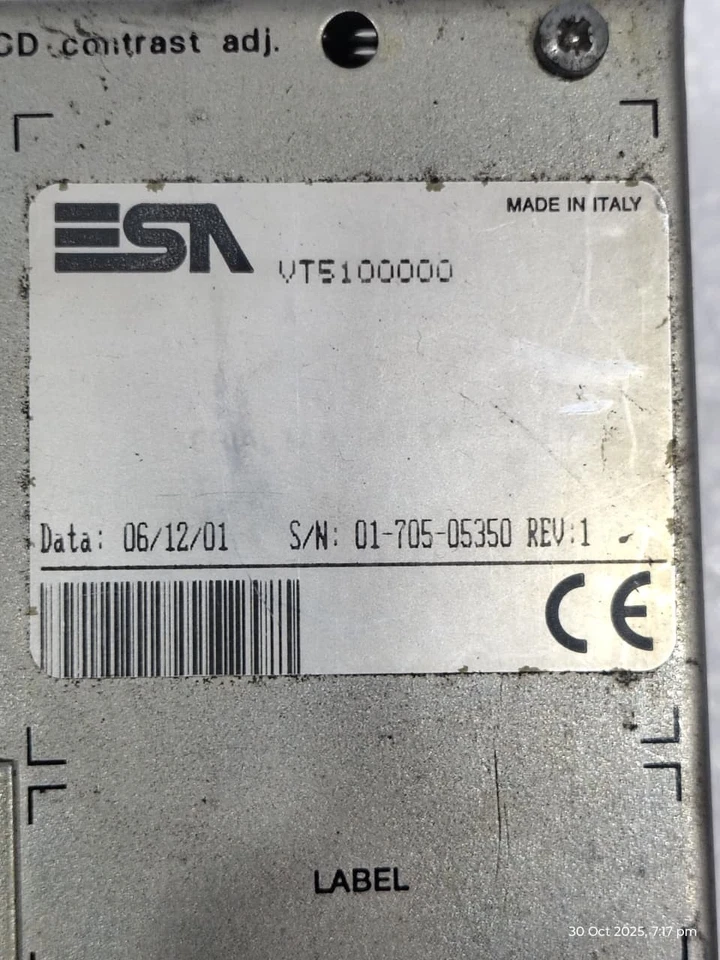 CD contrast adj.
MADE IN ITALY
ESA
VT5100000
Data: 06/12/01 S/N: 01-705-05350 REV:1
CE
LABEL
30 Oct 2025, 7:17 pm